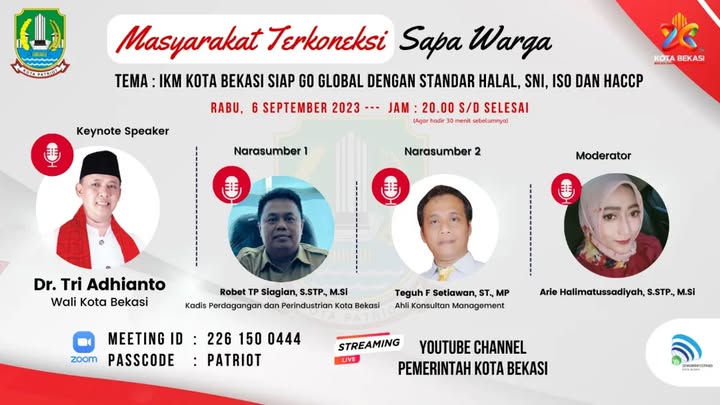 KOTA PATRIOT
Masyarakat Terkoneksi Sapa Warga
KOTA BEKASI
TEMA : IKM KOTA BEKASI SIAP GO GLOBAL DENGAN STANDAR HALAL, SNI, ISO DAN HACCP
RABU, 6 SEPTEMBER 2023 --- JAM : 20.00 S/D SELESAI
(Agar hadir 30 menit sebelumnya)
Keynote Speaker
Narasumber 1
Narasumber 2
Moderator
Dr. Tri Adhianto
Wali Kota Bekasi
Robet TP Siagian, S.STP., M.Si
Kadis Perdagangan dan Perindustrian Kota Bekasi
Teguh F Setiawan, ST., MP
Ahli Konsultan Management
Arie Halimatussadiyah, S.STP., M.Si
zoom
MEETING ID : 226 150 0444
PASSCODE : PATRIOT
STREAMING
LIVE
YOUTUBE CHANNEL
PEMERINTAH KOTA BEKASI